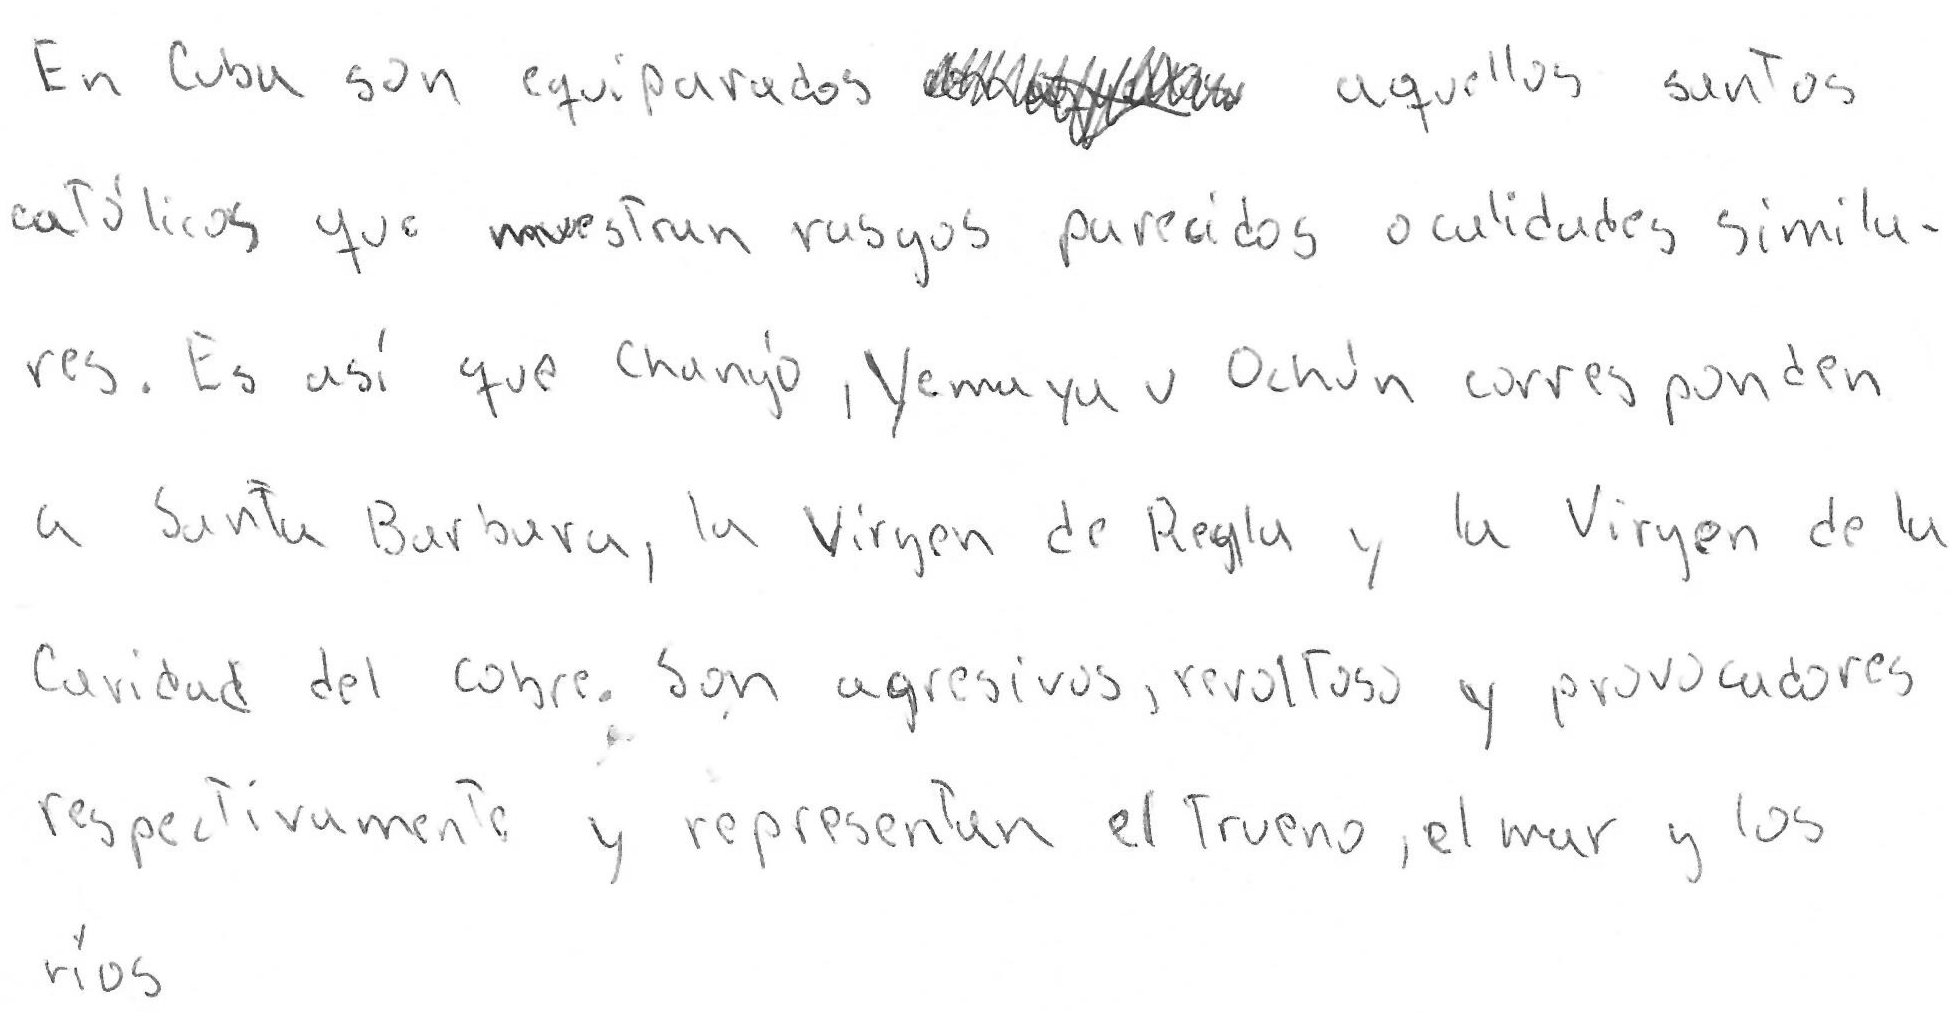 En Cuba son equiparados aquellos santos
católicos que muestran rasgos parecidos o calidades simila-
res. Es así que Changó, Yemaya u Ochún corresponden
a Santa Barbara, la Virgen de Regla y la Virgen de la
Caridad del cobre. Son agresivos, revoltoso y provocadores
respectivamente y representan el trueno, el mar y los
ríos